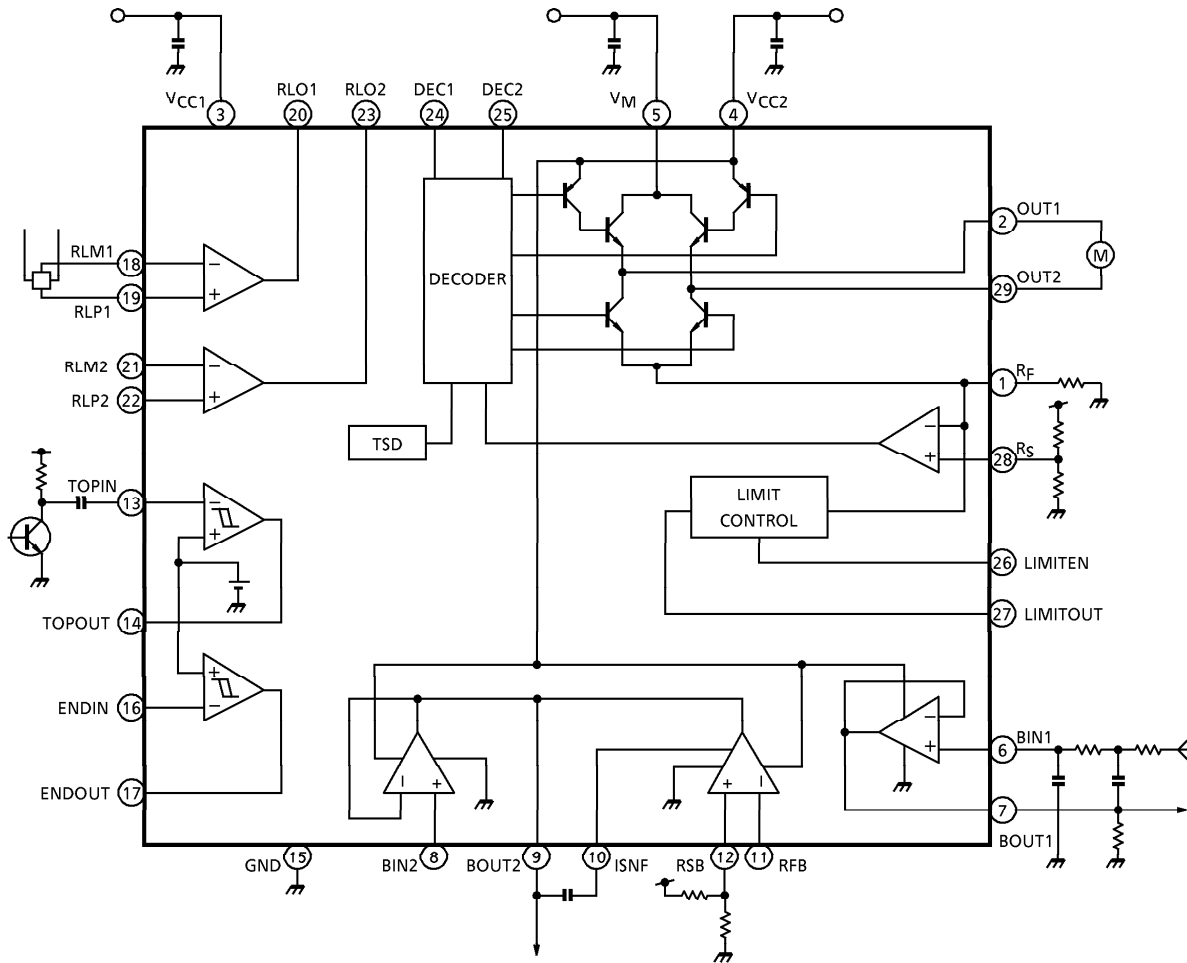 VCC1
RLO1
RLO2
DEC1
DEC2
VM
VCC2
3
20
23
24
25
5
4
2
OUT1
M
OUT2
29
RLM1
18
−
+
19
RLP1
DECODER
RLM2
21
−
+
22
RLP2
1
RF
TSD
−
+
28
RS
TOPIN
13
−
+
LIMIT
CONTROL
26
LIMITEN
27
LIMITOUT
TOPOUT
14
+
−
ENDIN
16
ENDOUT
17
−
+
6
BIN1
7
BOUT1
−
+
+
−
GND
15
BIN2
8
BOUT2
9
10
ISNF
RSB
12
11
RFB